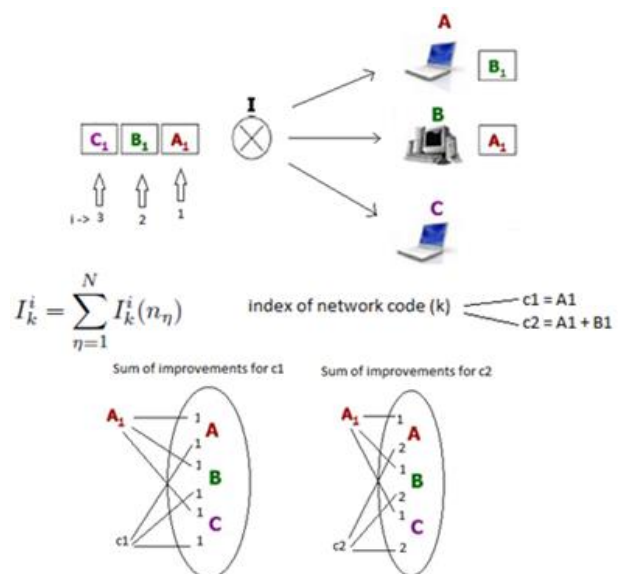 A
B₁
I
B
C₁ B₁ A₁
A₁
C
i -> 3 2 1
I_k^i = \sum_{\eta=1}^{N} I_k^i(n_\eta)
index of network code (k)
c1 = A1
c2 = A1 + B1
Sum of improvements for c1
Sum of improvements for c2
A₁ 1
A
1
1
B
1
1
C
c1 1
A₁ 1
A
2
1
B
2
1
C
c2 2